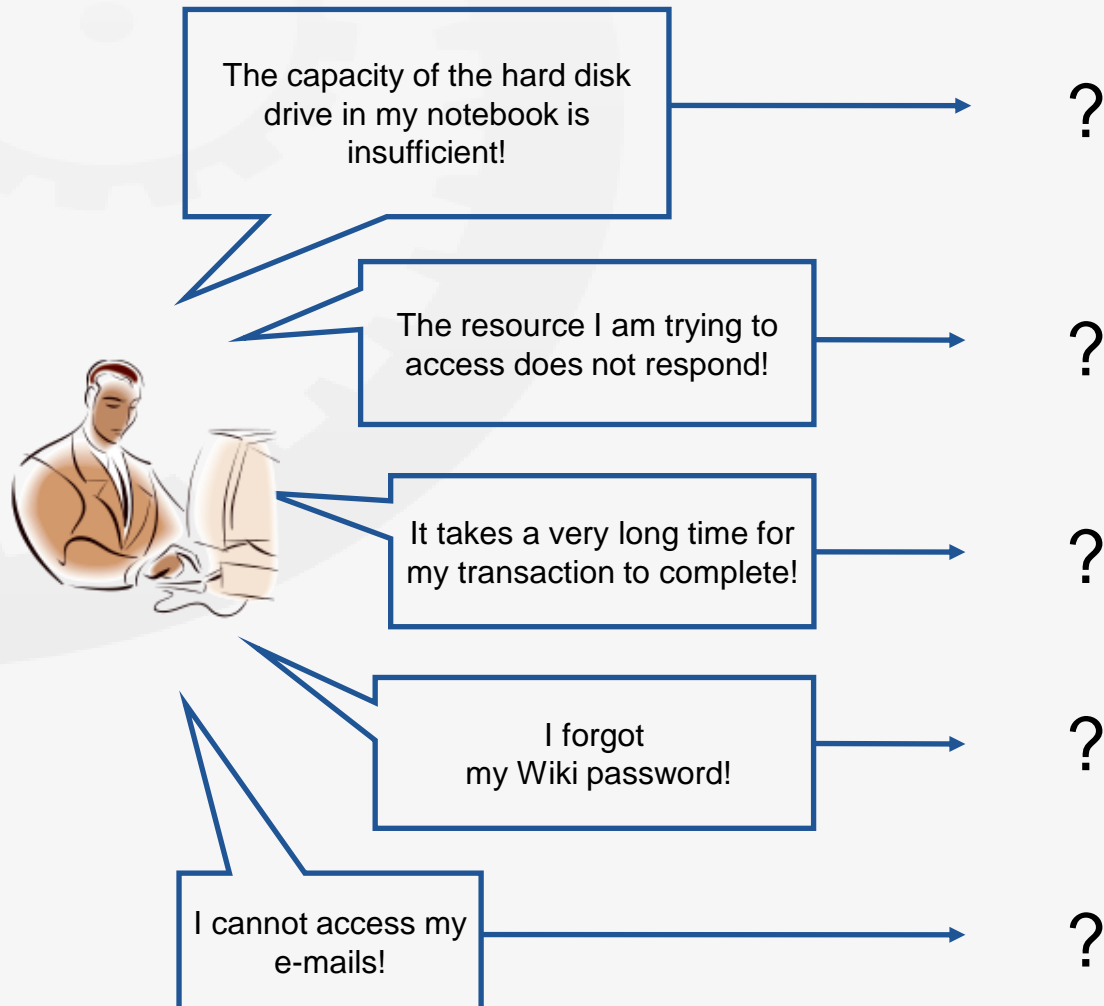 The capacity of the hard disk
drive in my notebook is
insufficient!
?
The resource I am trying to
access does not respond!
?
It takes a very long time for
my transaction to complete!
?
I forgot
my Wiki password!
?
I cannot access my
e-mails!
?